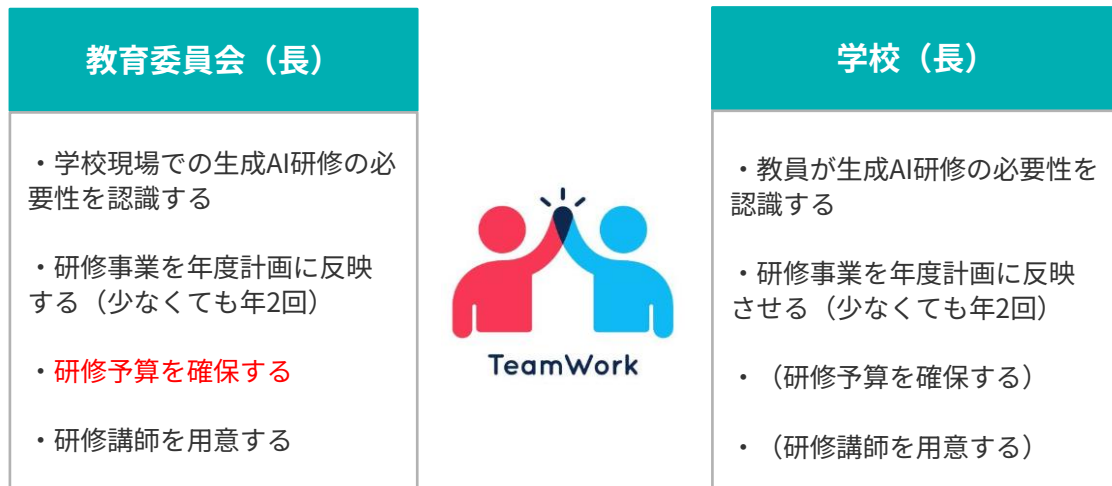 教育委員会（長）
・学校現場での生成AI研修の必
要性を認識する
・研修事業を年度計画に反映
する（少なくても年2回）
・研修予算を確保する
・研修講師を用意する
TeamWork
学校（長）
・教員が生成AI研修の必要性を
認識する
・研修事業を年度計画に反映
させる（少なくても年2回）
・（研修予算を確保する）
・（研修講師を用意する）